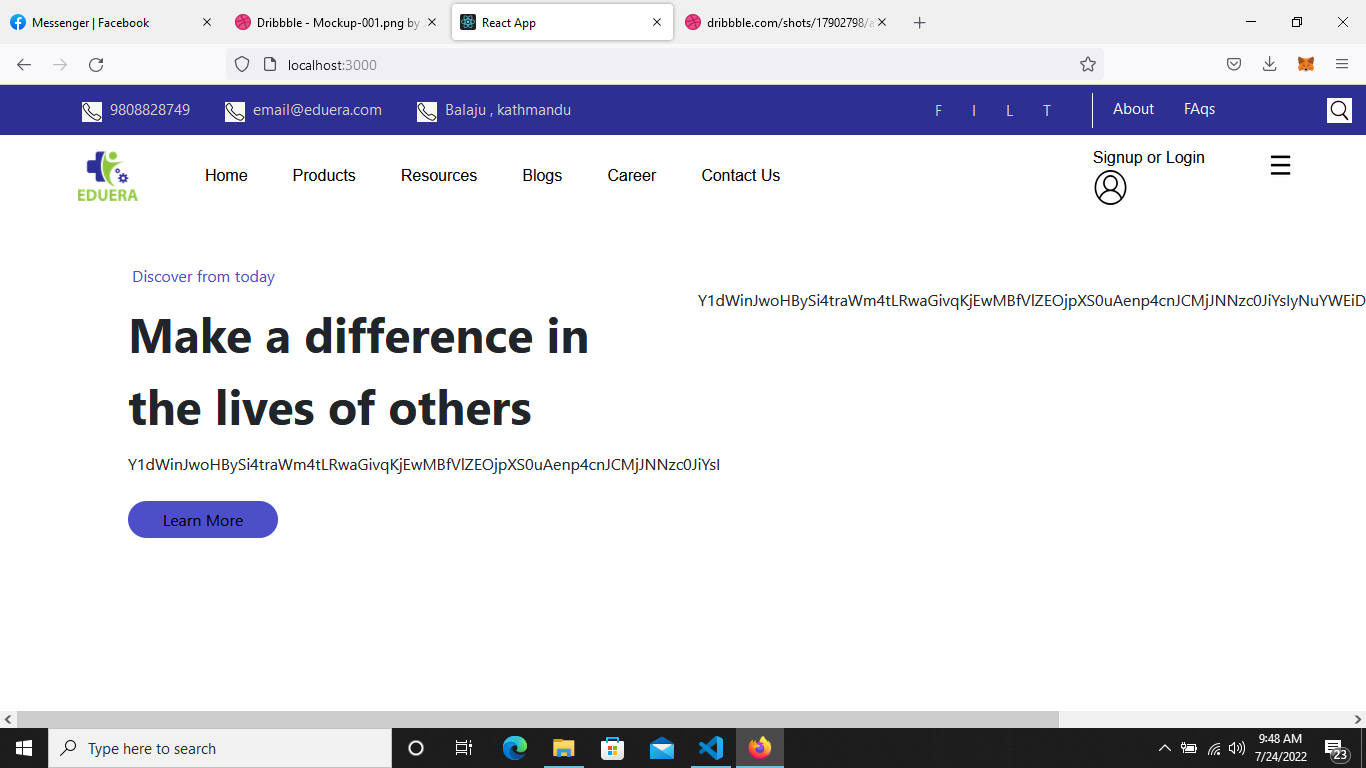 Messenger | Facebook
Dribbble - Mockup-001.png by
React App
dribbble.com/shots/17902798/a
localhost:3000
9808828749
email@eduera.com
Balaju , kathmandu
F I L T
About
FAqs
EDUERA
Home
Products
Resources
Blogs
Career
Contact Us
Signup or Login
Discover from today
Make a difference in
the lives of others
Y1dWinJwoHBySi4traWm4tLRwaGivqKjEwMBfVlZEOjpXS0uAenp4cnJCMjJNNzc0JiYsI
Learn More
Y1dWinJwoHBySi4traWm4tLRwaGivqKjEwMBfVlZEOjpXS0uAenp4cnJCMjJNNzc0JiYsIyNuYWEiD
Type here to search
9:48 AM
7/24/2022
23